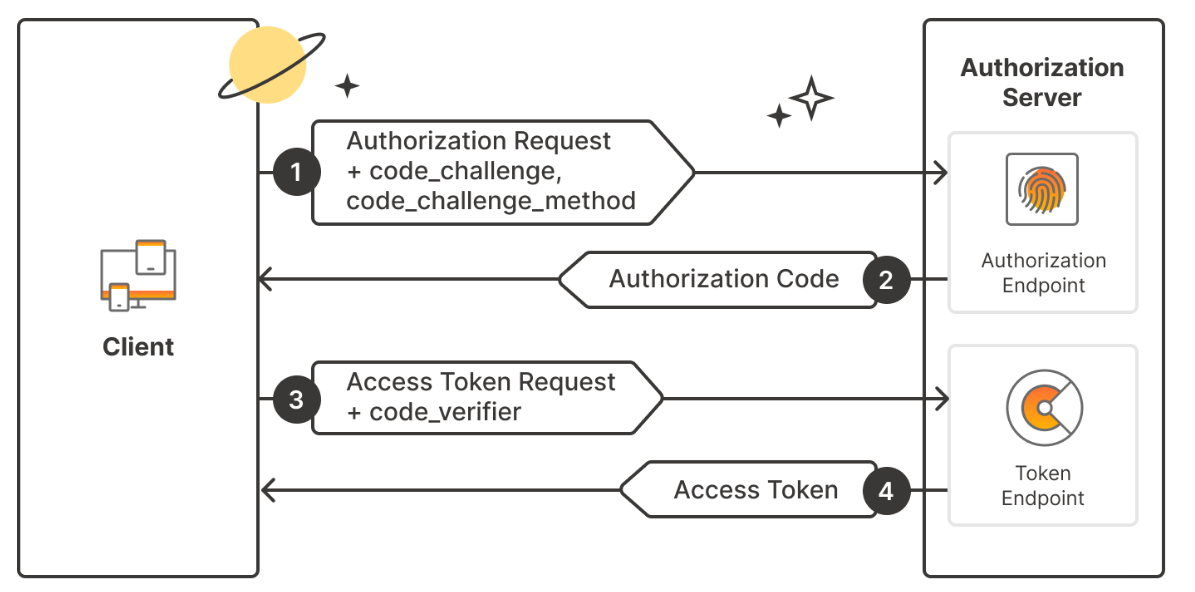 Authorization
Server
1
Authorization Request
+ code_challenge,
code_challenge_method
Authorization
Endpoint
Authorization Code
2
Client
3
Access Token Request
+ code_verifier
Access Token
4
Token
Endpoint